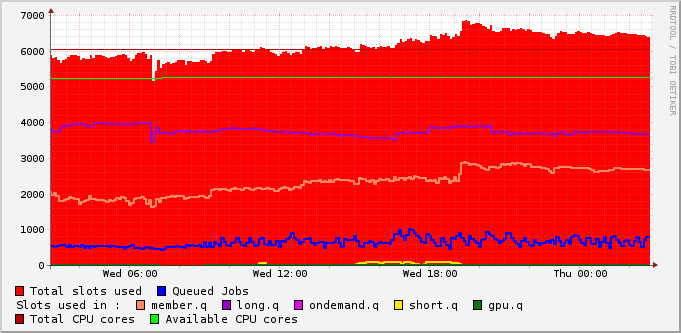 7000
6000
5000
4000
3000
2000
1000
0
Wed 06:00 Wed 12:00 Wed 18:00 Thu 00:00
Total slots used Queued Jobs
Slots used in : member.q long.q ondemand.q short.q gpu.q
Total CPU cores Available CPU cores
RRDTOOL / TOBI OETIKER